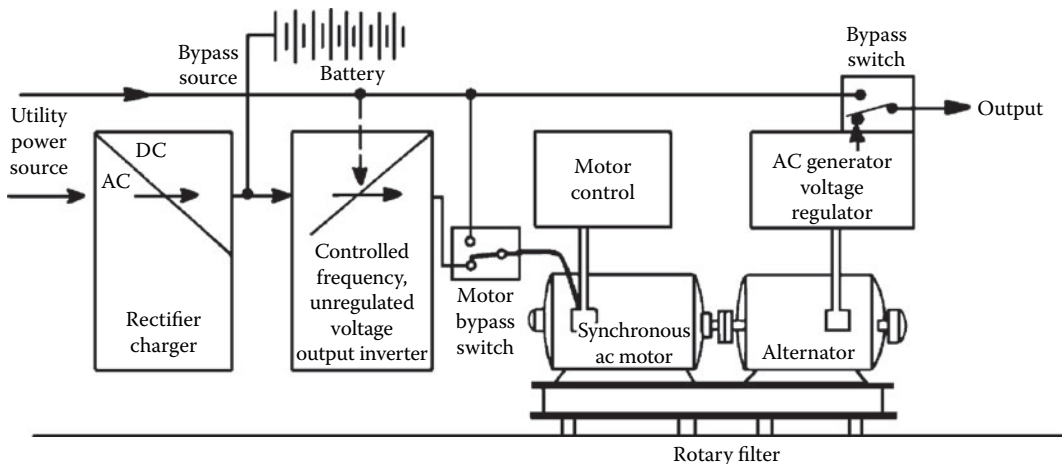 Bypass
source
Battery
Bypass
switch
Utility
power
source
Output
DC
AC
Motor
control
AC generator
voltage
regulator
Controlled
frequency,
unregulated
voltage
output inverter
Rectifier
charger
Motor
bypass
switch
Synchronous
ac motor
Alternator
Rotary filter